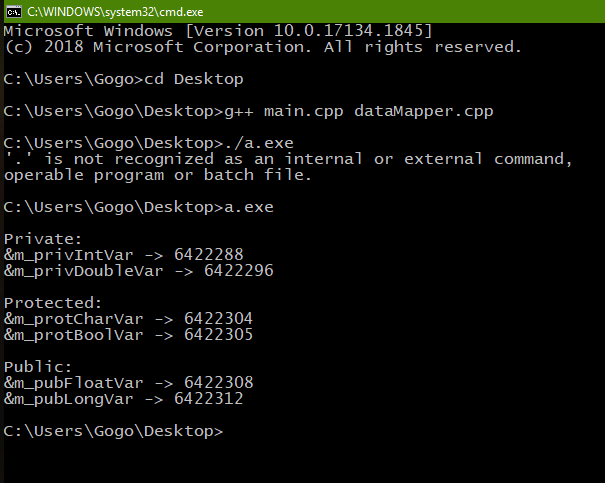 C:\WINDOWS\system32\cmd.exe
Microsoft Windows [Version 10.0.17134.1845]
(c) 2018 Microsoft Corporation. All rights reserved.
C:\Users\Gogo>cd Desktop
C:\Users\Gogo\Desktop>g++ main.cpp dataMapper.cpp
C:\Users\Gogo\Desktop>./a.exe
'.' is not recognized as an internal or external command,
operable program or batch file.
C:\Users\Gogo\Desktop>a.exe
Private:
&m_privIntVar -> 6422288
&m_privDoubleVar -> 6422296
Protected:
&m_protCharVar -> 6422304
&m_protBoolVar -> 6422305
Public:
&m_pubFloatVar -> 6422308
&m_pubLongVar -> 6422312
C:\Users\Gogo\Desktop>